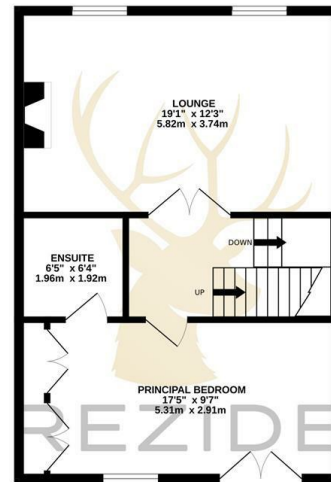 LOUNGE
19'1" x 12'3"
5.82m x 3.74m
DOWN
ENSUITE
6'5" x 6'4"
1.96m x 1.92m
UP
PRINCIPAL BEDROOM
17'5" x 9'7"
5.31m x 2.91m
REZIDE